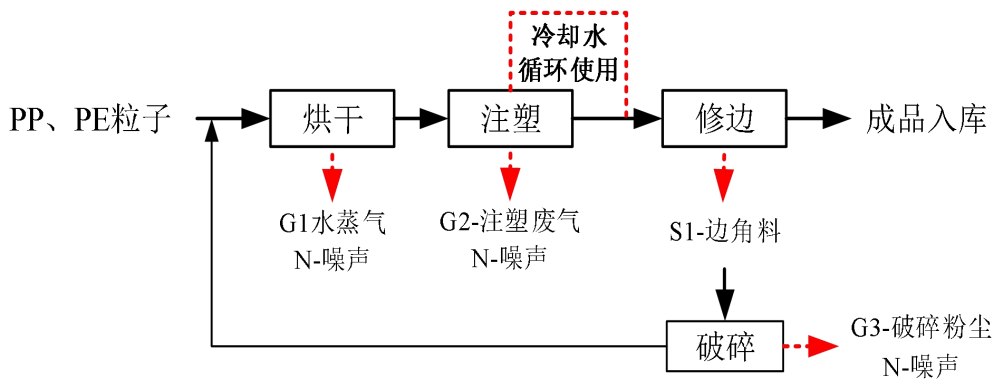 冷却水
循环使用
PP、PE粒子
烘干
注塑
修边
成品入库
G1水蒸气
N-噪声
G2-注塑废气
N-噪声
S1-边角料
破碎
G3-破碎粉尘
N-噪声